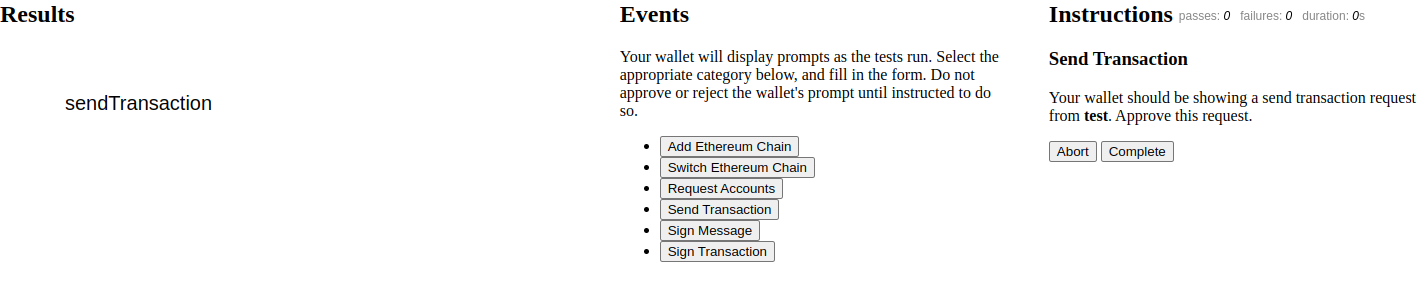 Results
sendTransaction
Events
Your wallet will display prompts as the tests run. Select the
appropriate category below, and fill in the form. Do not
approve or reject the wallet's prompt until instructed to do
so.
Add Ethereum Chain
Switch Ethereum Chain
Request Accounts
Send Transaction
Sign Message
Sign Transaction
Instructions passes: 0 failures: 0 duration: 0s
Send Transaction
Your wallet should be showing a send transaction request
from test. Approve this request.
Abort Complete